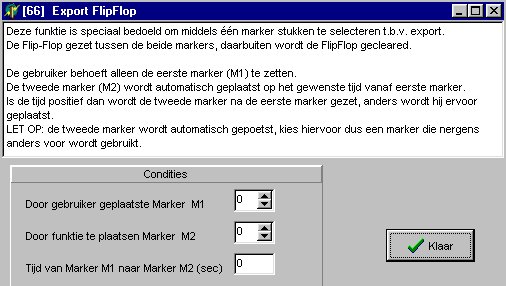 [66] Export FlipFlop
Deze funktie is speciaal bedoeld om middels één marker stukken te selecteren t.b.v. export.
De Flip-Flop gezet tussen de beide markers, daarbuiten wordt de FlipFlop gecleared.
De gebruiker behoeft alleen de eerste marker (M1) te zetten.
De tweede marker (M2) wordt automatisch geplaatst op het gewenste tijd vanaf eerste marker.
Is de tijd positief dan wordt de tweede marker na de eerste marker gezet, anders wordt hij ervoor
geplaatst.
LET OP: de tweede marker wordt automatisch gepoetst, kies hiervoor dus een marker die nergens
anders voor wordt gebruikt.
Condities
Door gebruiker geplaatste Marker M1 0
Door funktie te plaatsen Marker M2 0
Klaar
Tijd van Marker M1 naar Marker M2 (sec) 0